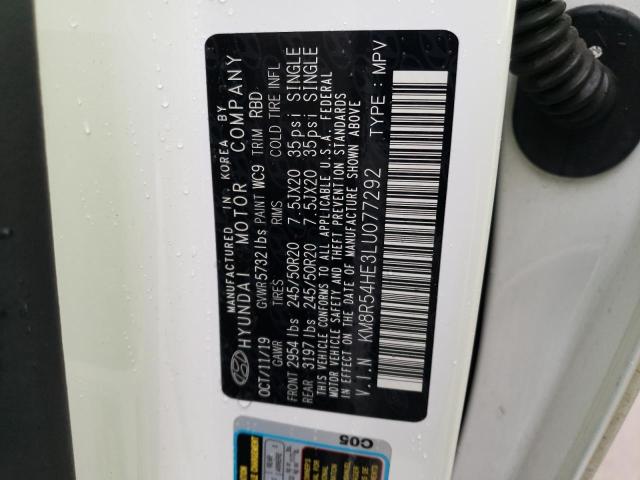 MANUFACTURED IN KOREA BY
HYUNDAI MOTOR COMPANY
OCT/11/19 GVWR 5732 lbs PAINT WC9 TRIM RBD
GAWR TIRES RIMS COLD TIRE INFL
FRONT 2954 lbs 245/50R20 7.5JX20 35psi SINGLE
REAR 3197 lbs 245/50R20 7.5JX20 35psi SINGLE
THIS VEHICLE CONFORMS TO ALL APPLICABLE U.S.A. FEDERAL
MOTOR VEHICLE SAFETY AND THEFT PREVENTION STANDARDS
IN EFFECT ON THE DATE OF MANUFACTURE SHOWN ABOVE
V.I.N KM8R54HE3LU077292 TYPE : MPV
C05